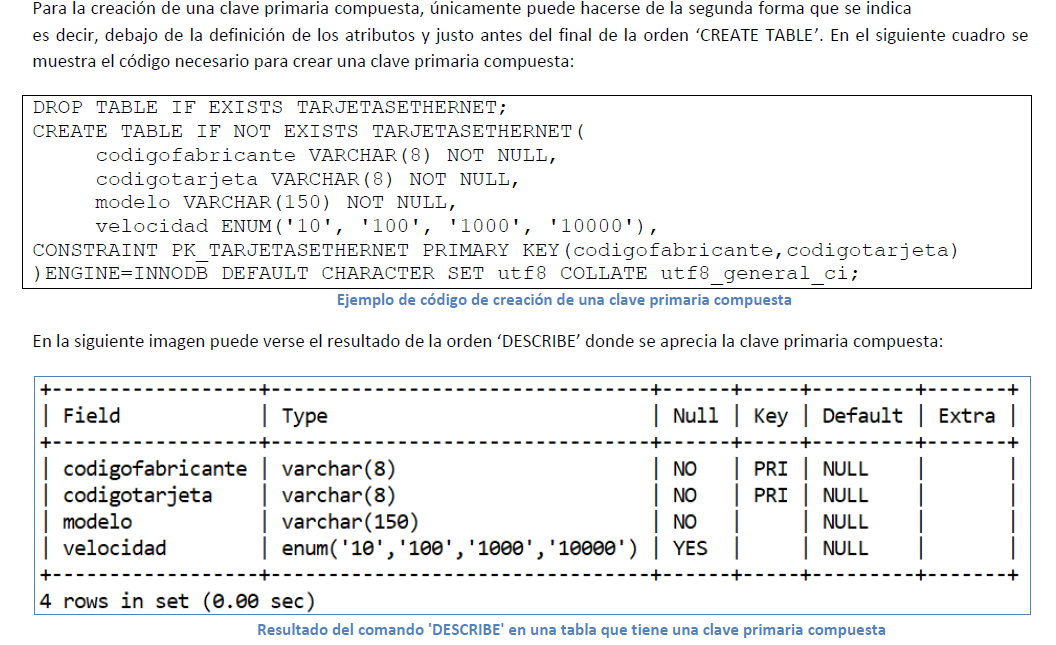 Para la creación de una clave primaria compuesta, únicamente puede hacerse de la segunda forma que se indica
es decir, debajo de la definición de los atributos y justo antes del final de la orden ‘CREATE TABLE’. En el siguiente cuadro se
muestra el código necesario para crear una clave primaria compuesta:
DROP TABLE IF EXISTS TARJETASETHERNET;
CREATE TABLE IF NOT EXISTS TARJETASETHERNET(
codigofabricante VARCHAR(8) NOT NULL,
codigotarjeta VARCHAR(8) NOT NULL,
modelo VARCHAR(150) NOT NULL,
velocidad ENUM('10', '100', '1000', '10000'),
CONSTRAINT PK_TARJETASETHERNET PRIMARY KEY(codigofabricante,codigotarjeta)
)ENGINE=INNODB DEFAULT CHARACTER SET utf8 COLLATE utf8_general_ci;
Ejemplo de código de creación de una clave primaria compuesta
En la siguiente imagen puede verse el resultado de la orden ‘DESCRIBE’ donde se aprecia la clave primaria compuesta:
+------------------+---------------------------------+------+-----+---------+-------+
| Field | Type | Null | Key | Default | Extra |
+------------------+---------------------------------+------+-----+---------+-------+
| codigofabricante | varchar(8) | NO | PRI | NULL | |
| codigotarjeta | varchar(8) | NO | PRI | NULL | |
| modelo | varchar(150) | NO | | NULL | |
| velocidad | enum('10','100','1000','10000') | YES | | NULL | |
+------------------+---------------------------------+------+-----+---------+-------+
4 rows in set (0.00 sec)
Resultado del comando 'DESCRIBE' en una tabla que tiene una clave primaria compuesta